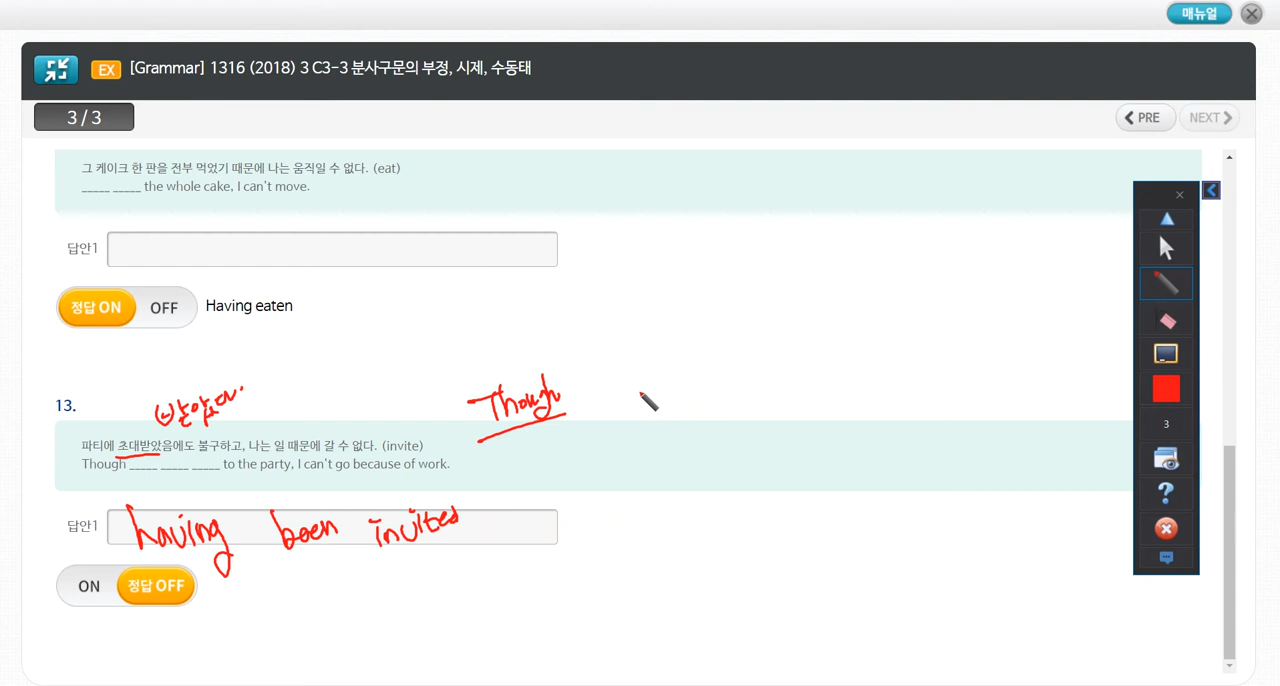 매뉴얼
EX [Grammar] 1316 (2018) 3 C3-3 분사구문의 부정, 시제, 수동태
3 / 3
PRE
NEXT
그 케이크 한 판을 전부 먹었기 때문에 나는 움직일 수 없다. (eat)
_____ _____ the whole cake, I can't move.
답안1
정답 ON OFF Having eaten
13.
Though
파티에 초대받았음에도 불구하고, 나는 일 때문에 갈 수 없다. (invite)
Though _____ _____ _____ to the party, I can't go because of work.
답안1 having been invited
ON 정답 OFF
3